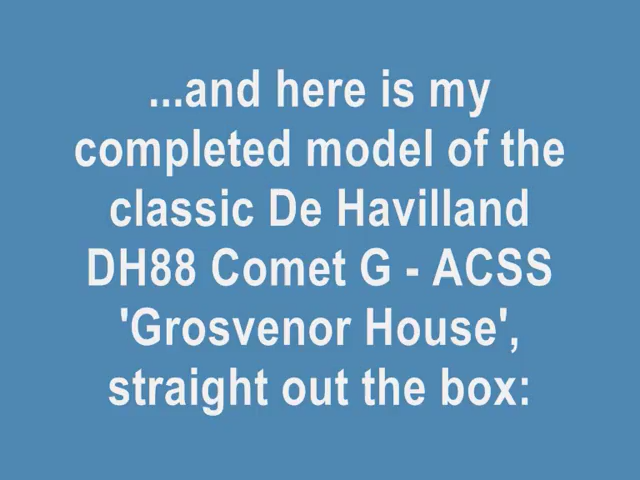 ...and here is my
completed model of the
classic De Havilland
DH88 Comet G - ACSS
'Grosvenor House',
straight out the box: